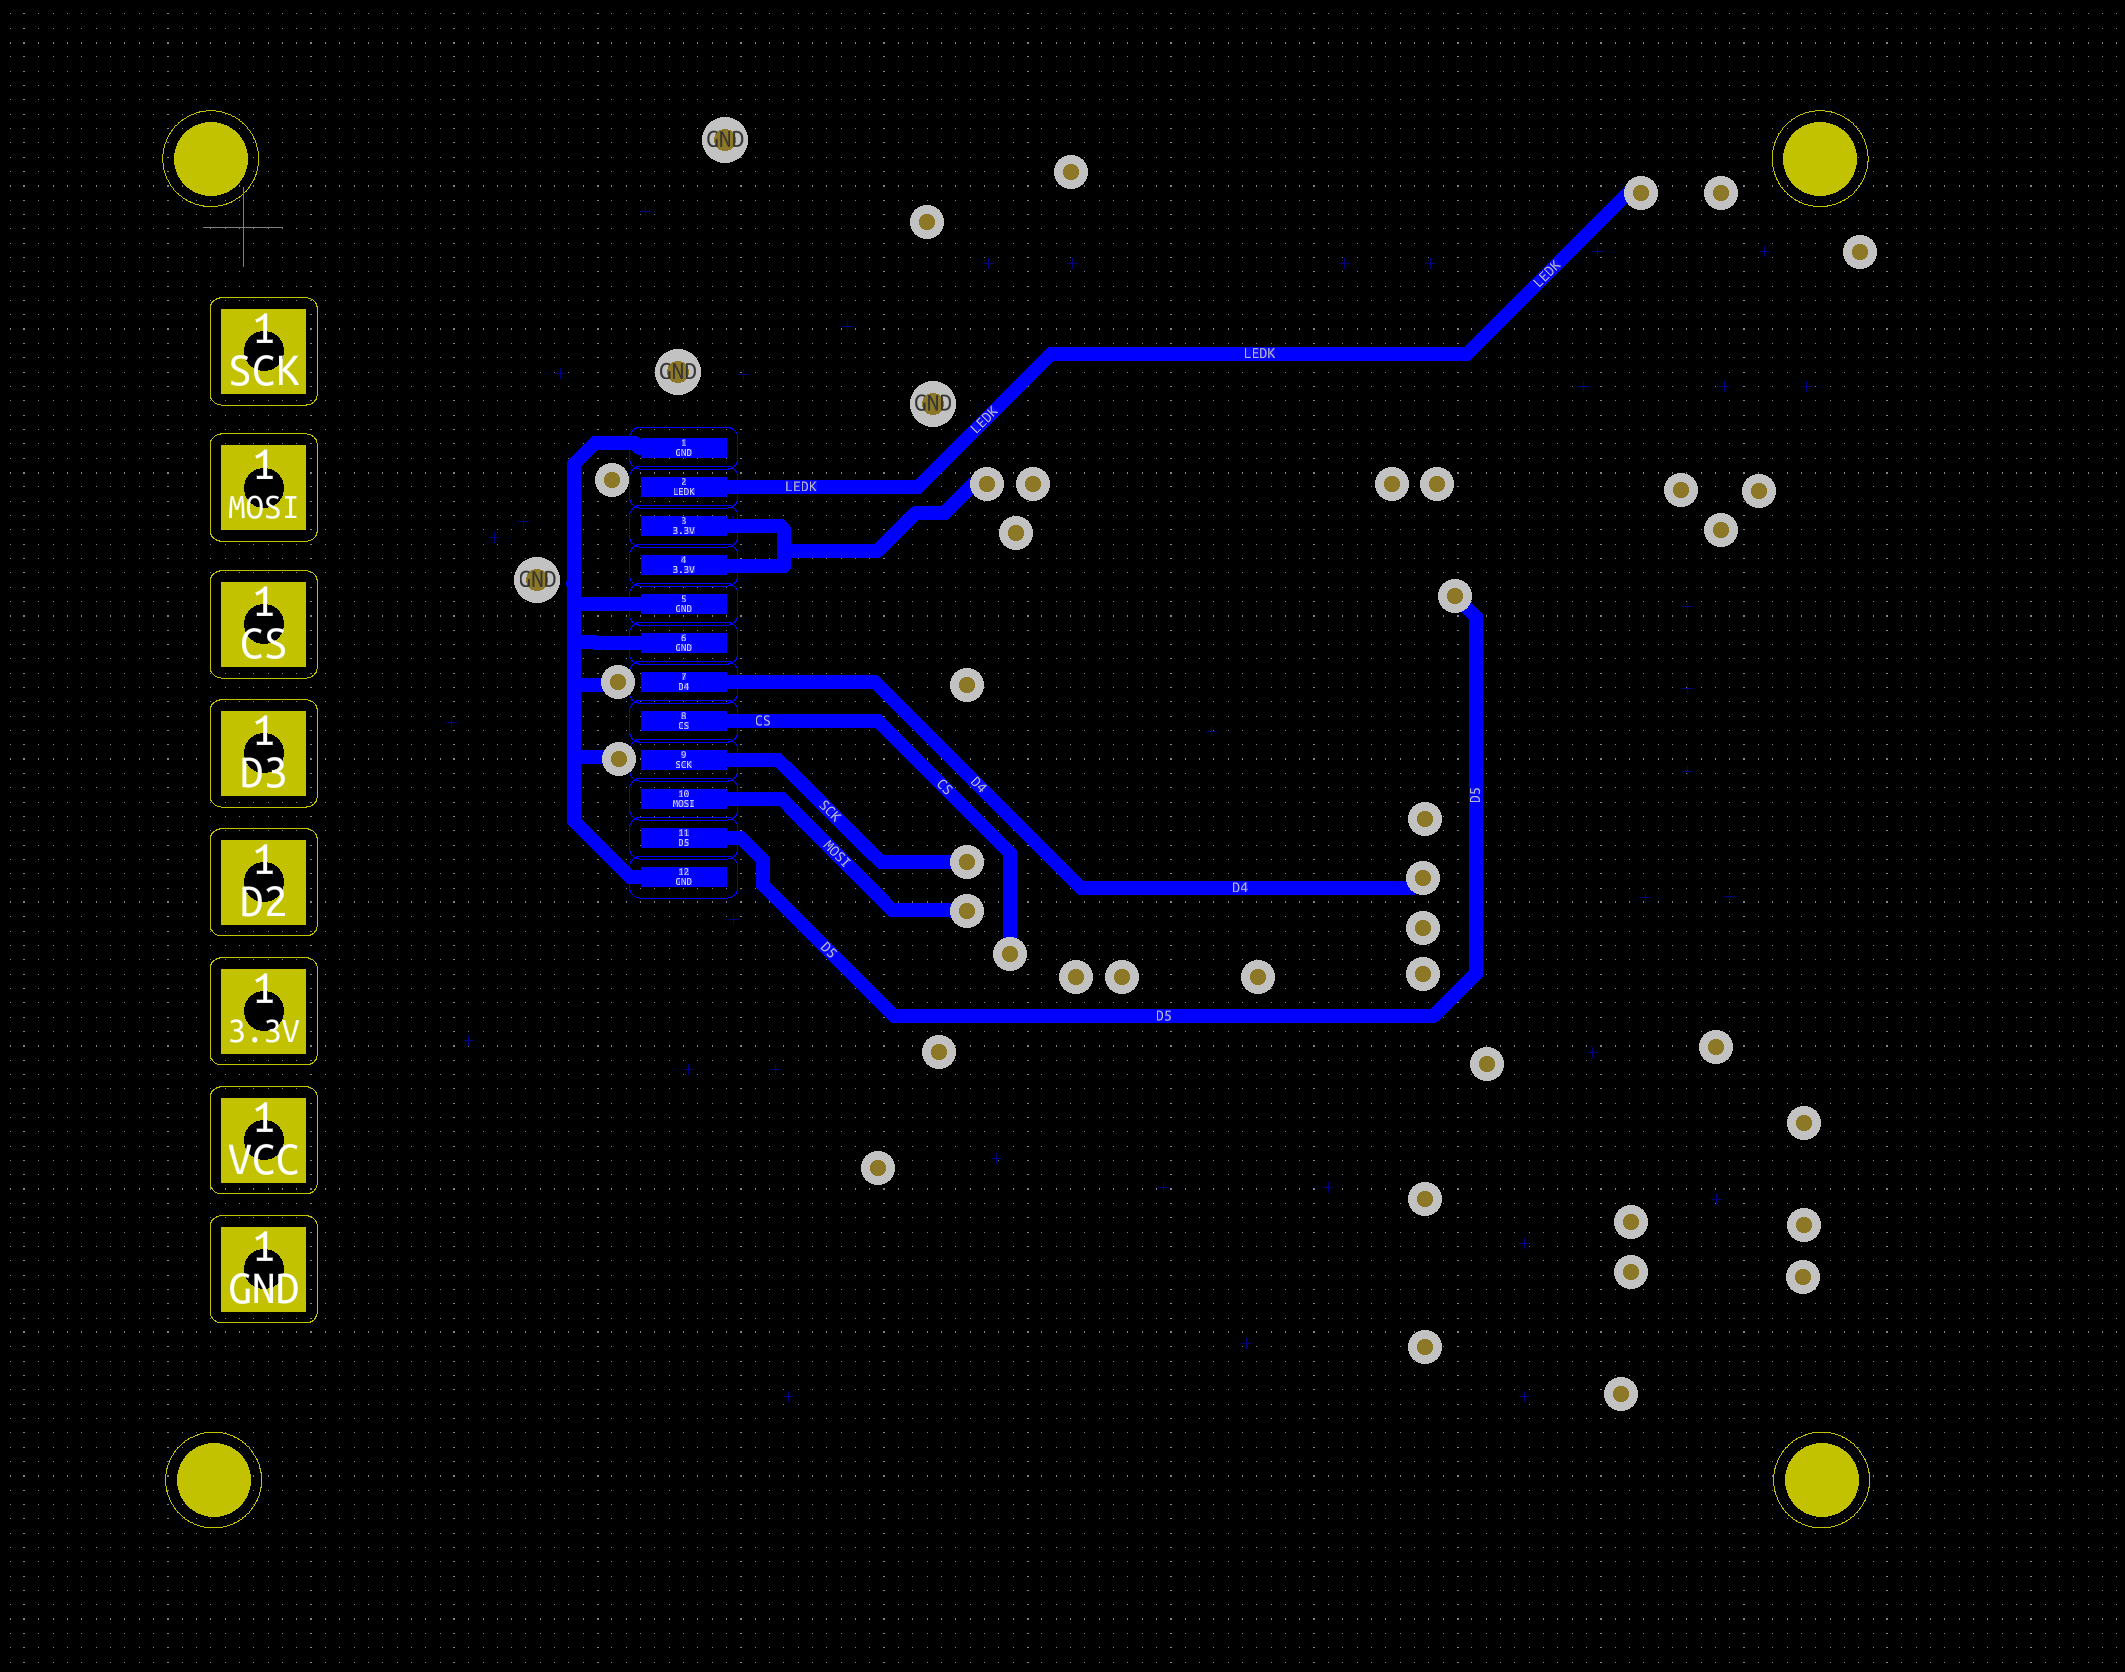 GND
1
SCK
1
MOSI
1
CS
1
D3
1
D2
1
3.3V
1
VCC
1
GND
GND
GND
GND
1
GND
2
LEDK
3
3.3V
4
3.3V
5
GND
6
GND
7
D4
8
CS
9
SCK
10
MOSI
11
D5
12
GND
LEDK
LEDK
LEDK
LEDK
CS
CS
D4
SCK
MOSI
D4
D5
D5
D5